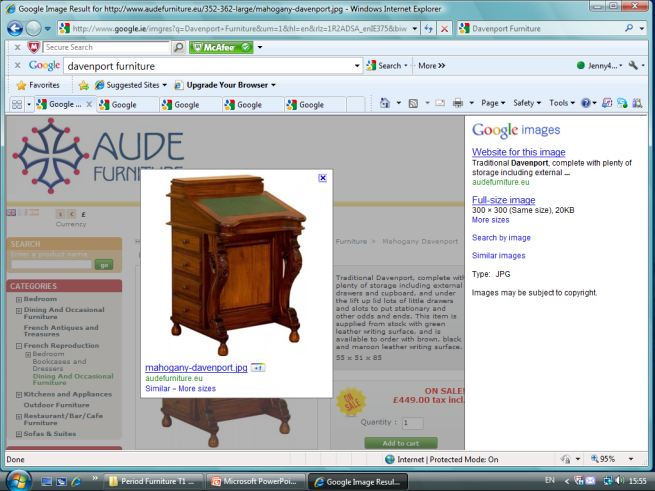 Google Image Result for http://www.audefurniture.eu/352-362-large/mahogany-davenport.jpg - Windows Internet Explorer
http://www.google.ie/imgres?q=Davenport+Furniture&um=1&hl=en&rlz=1R2ADSA_enIE375&biw
Davenport Furniture
x Secure Search McAfee
x Google davenport furniture Search More >> Jenny4...
Favorites Suggested Sites Upgrade Your Browser
Google ... Google Google Google Google Page Safety Tools
AUDE
FURNITURE
Currency
£
SEARCH
Enter a product name
go
CATEGORIES
Bedroom
Dining And Occasional
Furniture
French Antiques and
Treasures
French Reproduction
Bedroom
Bookcases and
Dressers
Dining And Occasional
Furniture
Kitchens and Appliances
Outdoor Furniture
Restaurant/Bar/Cafe
Furniture
Sofas & Suites
mahogany-davenport.jpg +1
audefurniture.eu
Similar – More sizes
Furniture > Mahogany Davenport
Traditional Davenport, complete with
plenty of storage including external
drawers and cupboard, and under
the lift up lid lots of little drawers
and slots to put stationary and
other odds and ends. This item is
supplied from stock with green
leather writing surface, and is
available to order with brown, black
and maroon leather writing surface.
55 x 51 x 85
ON SALE
ON SALE!
£449.00 tax incl.
Quantity : 1
Add to cart
Google images
Website for this image
Traditional Davenport, complete with plenty of
storage including external ...
audefurniture.eu
Full-size image
300 × 300 (Same size), 20KB
More sizes
Search by image
Similar images
Type: JPG
Images may be subject to copyright.
Done Internet | Protected Mode: On 95%
Period Furniture T1 ... Microsoft PowerPoi... Google Image Resul... EN 15:55